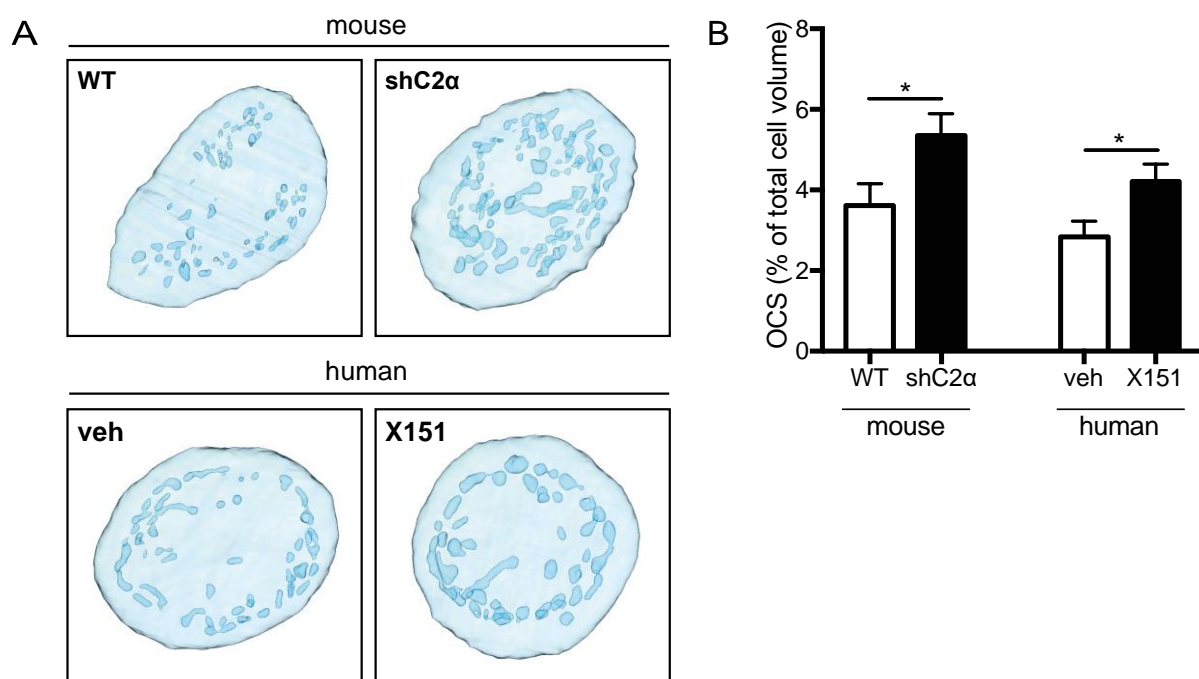 A
mouse
WT
shC2α
human
veh
X151
B
OCS (% of total cell volume)
8
6
4
2
0
*
*
WT shC2α veh X151
mouse human